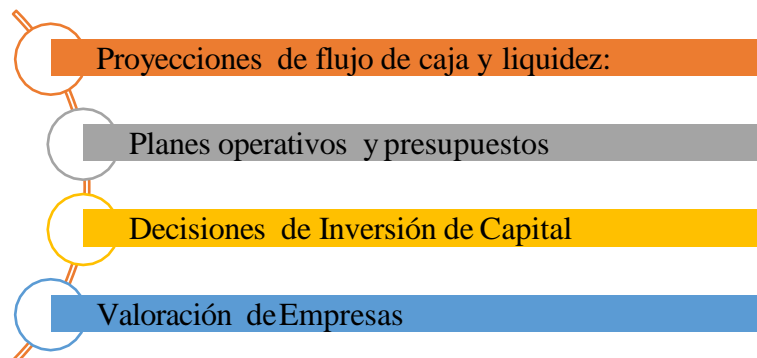 Proyecciones de flujo de caja y liquidez:
Planes operativos y presupuestos
Decisiones de Inversión de Capital
Valoración de Empresas